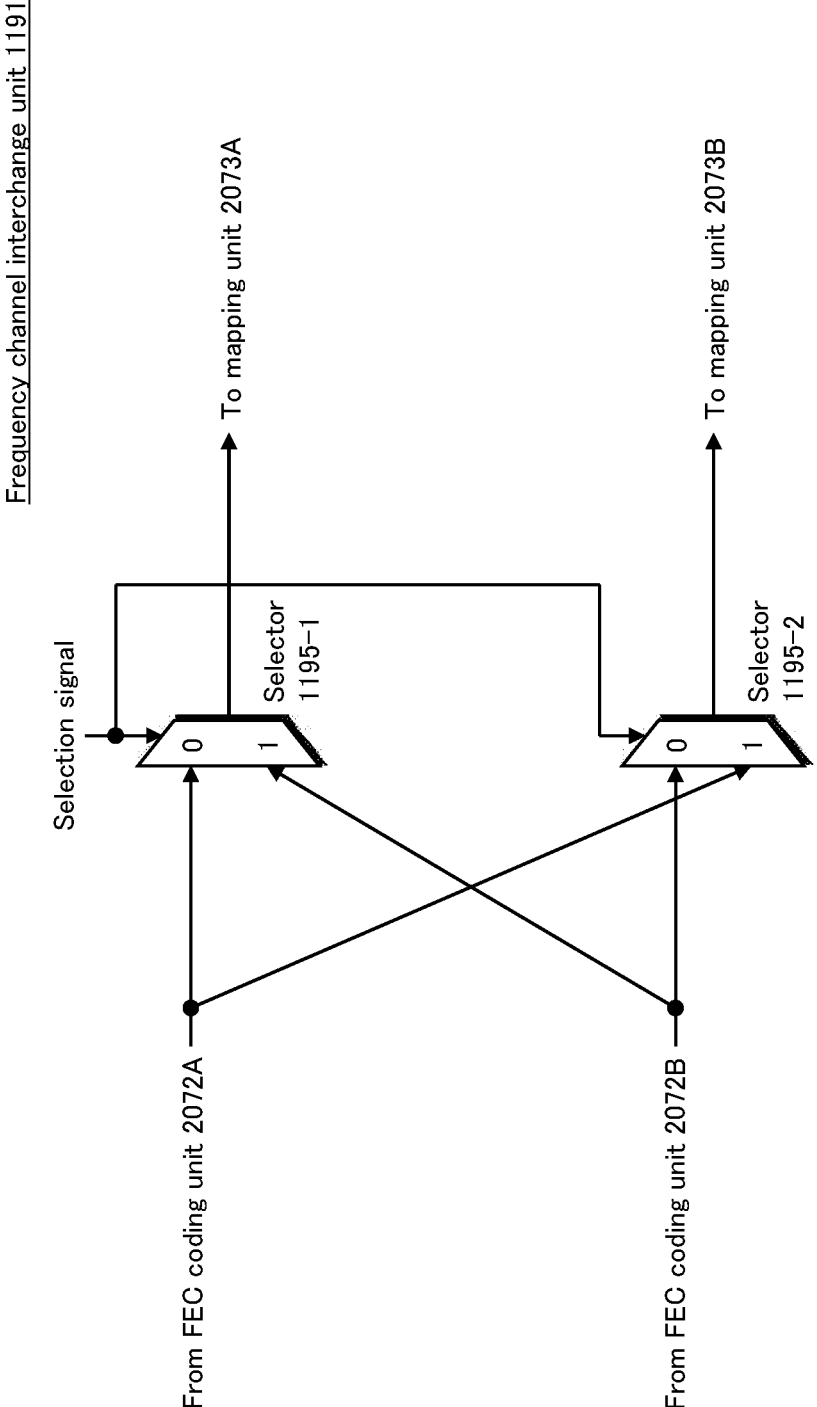 Frequency channel interchange unit 1191
Selection signal
From FEC coding unit 2072A
0
1
Selector
1195-1
To mapping unit 2073A
From FEC coding unit 2072B
0
1
Selector
1195-2
To mapping unit 2073B